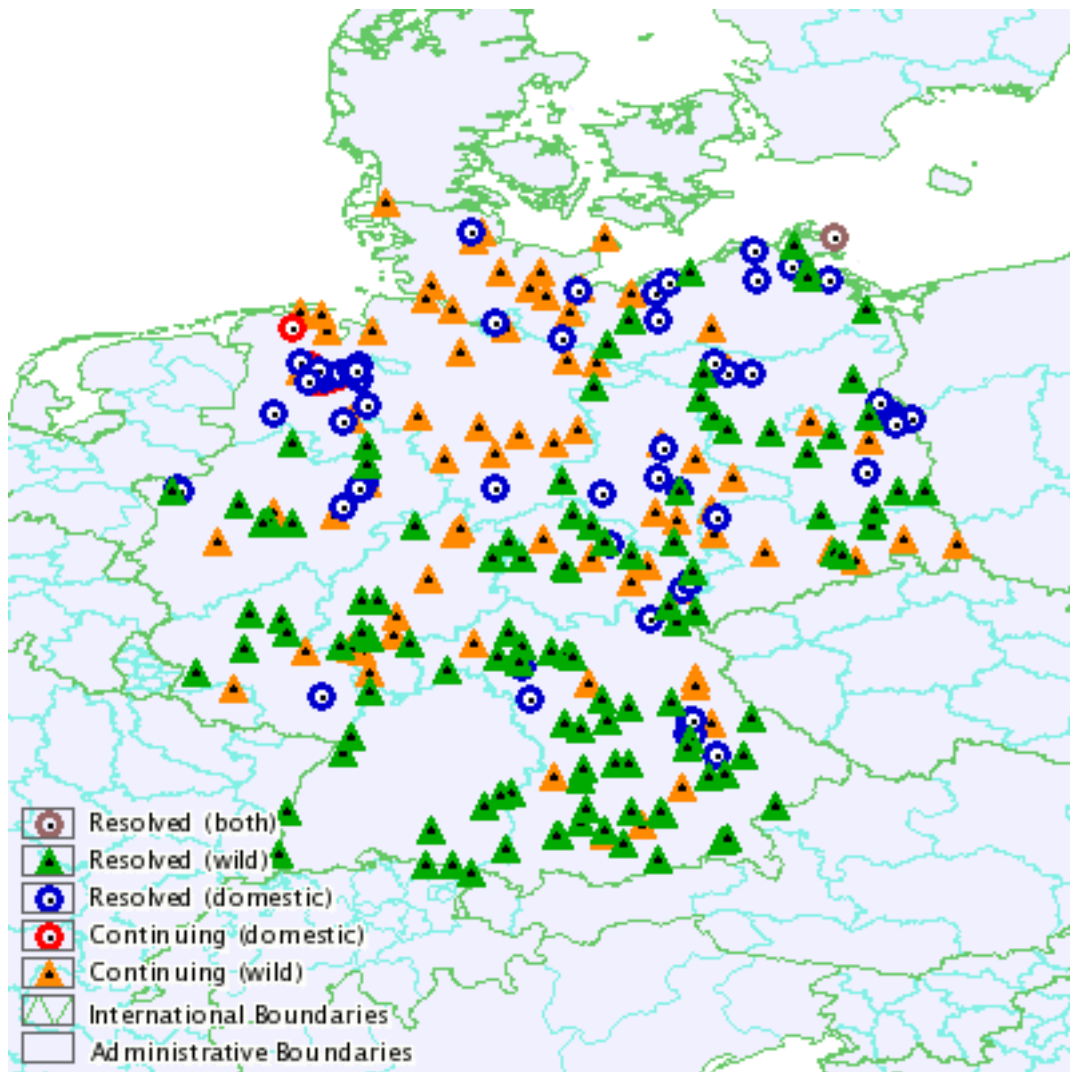 Resolved (both)
Resolved (wild)
Resolved (domestic)
Continuing (domestic)
Continuing (wild)
International Boundaries
Administrative Boundaries